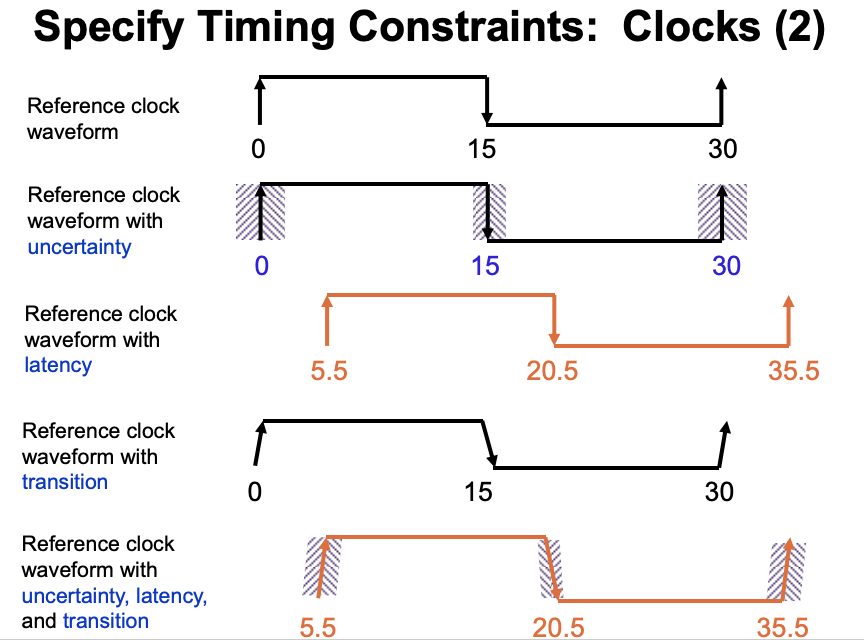 Specify Timing Constraints: Clocks (2)
Reference clock
waveform
0 15 30
Reference clock
waveform with
uncertainty
0 15 30
Reference clock
waveform with
latency
5.5 20.5 35.5
Reference clock
waveform with
transition
0 15 30
Reference clock
waveform with
uncertainty, latency,
and transition
5.5 20.5 35.5